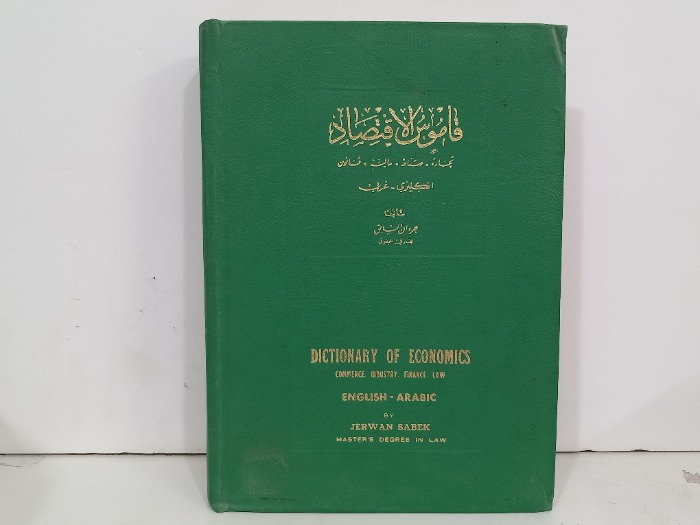 قاموس الاقتصاد
تجارة . صناعة . مالية . قانون
انكليزي - عربي
تأليف
جروان السابق
DICTIONARY OF ECONOMICS
COMMERCE, INDUSTRY, FINANCE, LAW
ENGLISH - ARABIC
BY
JERWAN SABEK
MASTER'S DEGREE IN LAW